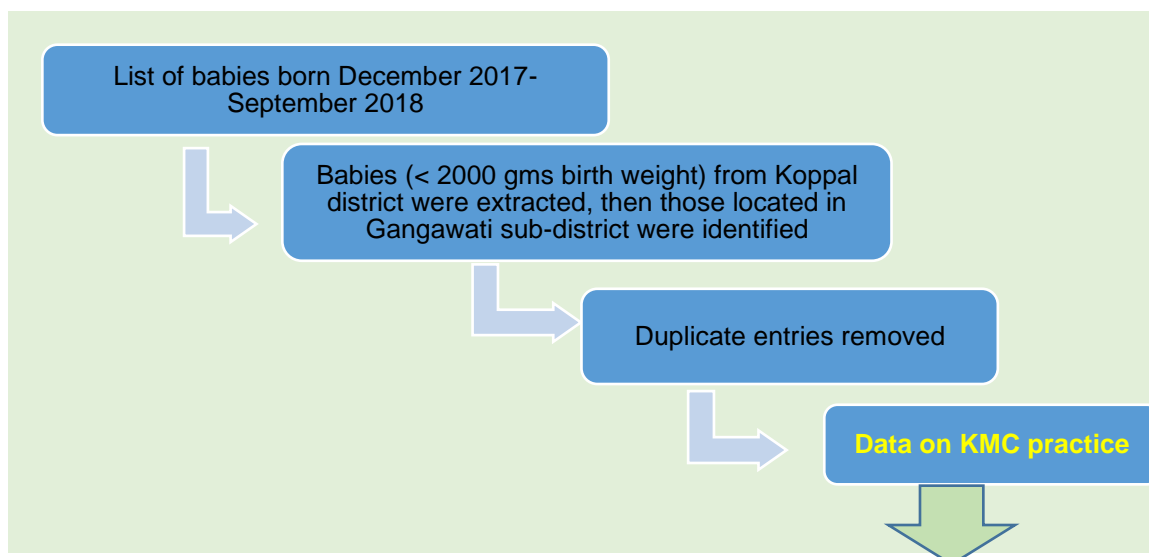 List of babies born December 2017-
September 2018
Babies (< 2000 gms birth weight) from Koppal
district were extracted, then those located in
Gangawati sub-district were identified
Duplicate entries removed
Data on KMC practice